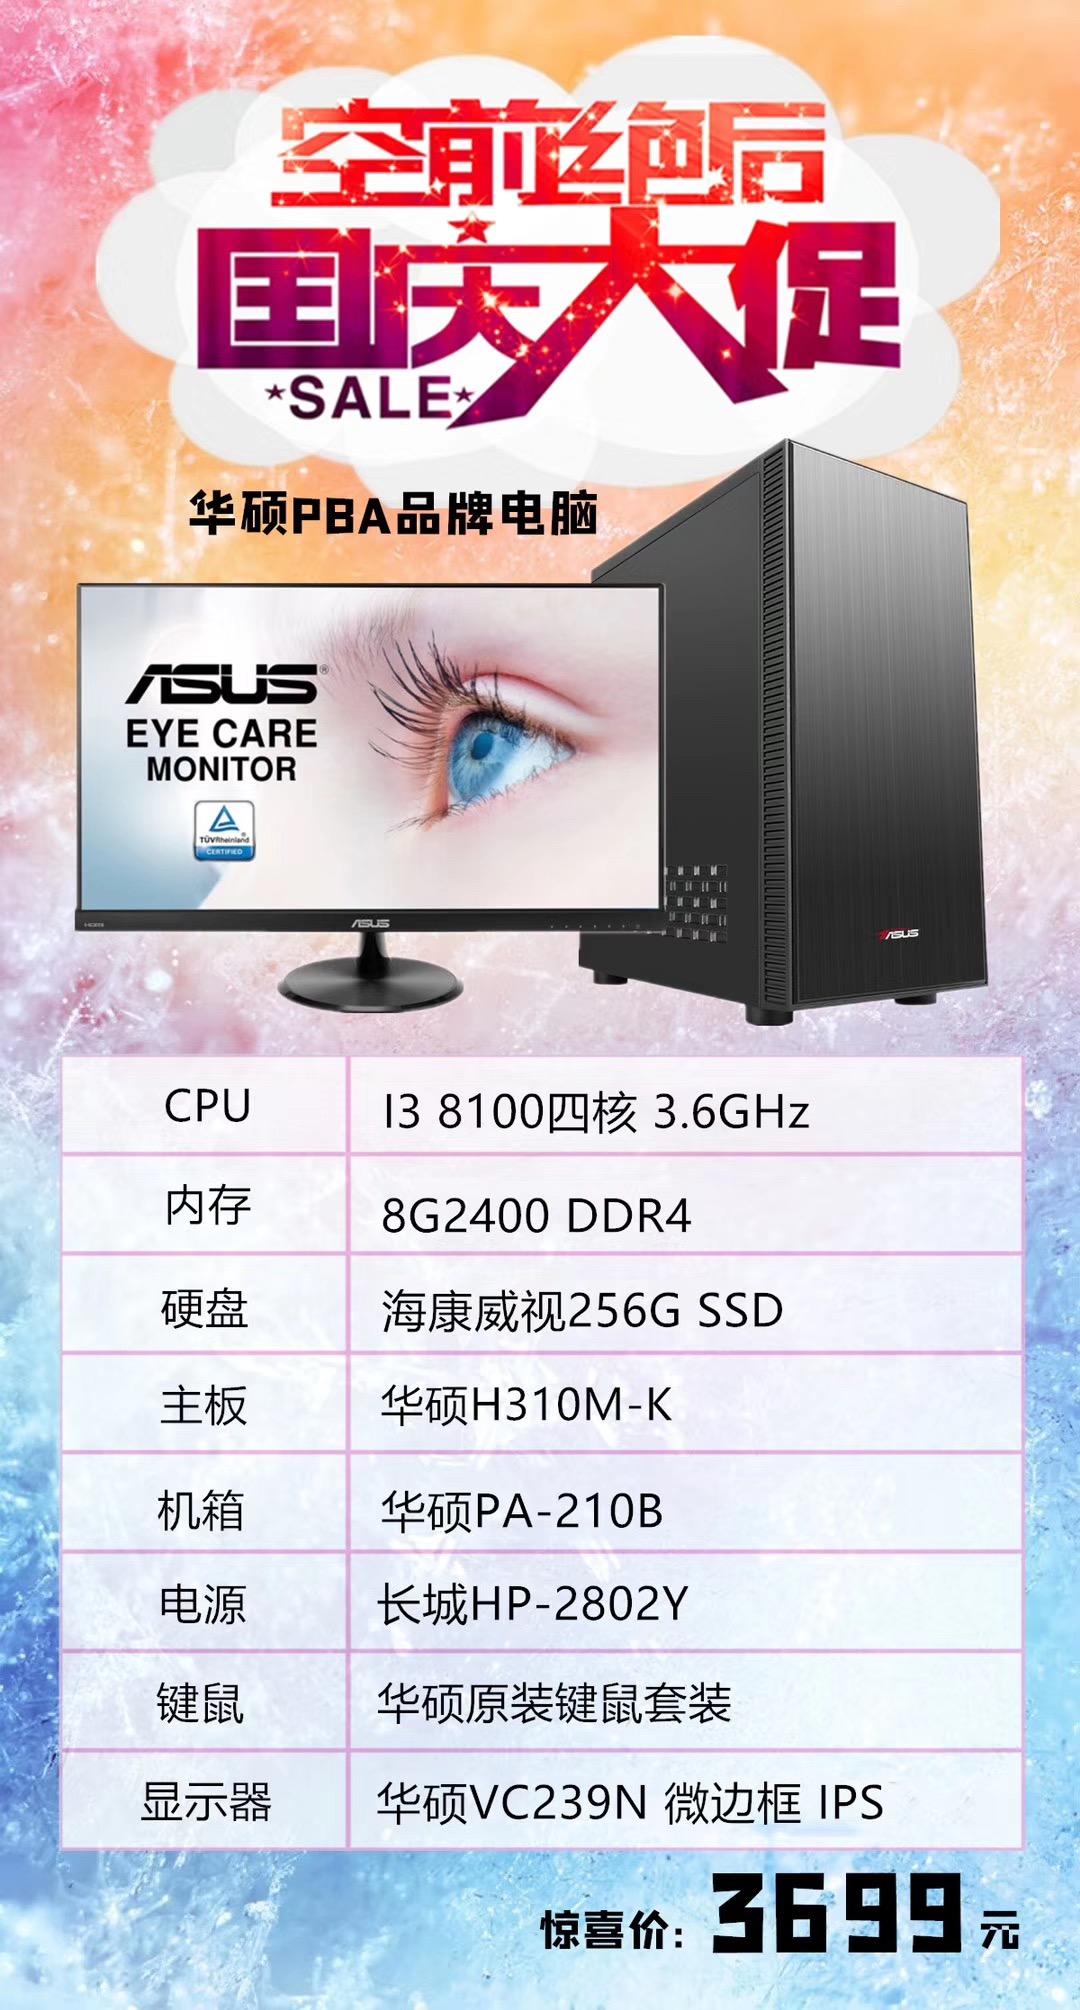 空前绝后
国庆大促
SALE
华硕PBA品牌电脑
ASUS®
EYE CARE
MONITOR
TÜVRheinland®
CERTIFIED
HDMI
ASUS
ASUS
CPU I3 8100四核 3.6GHz
内存 8G2400 DDR4
硬盘 海康威视256G SSD
主板 华硕H310M-K
机箱 华硕PA-210B
电源 长城HP-2802Y
键鼠 华硕原装键鼠套装
显示器 华硕VC239N 微边框 IPS
惊喜价: 3699元